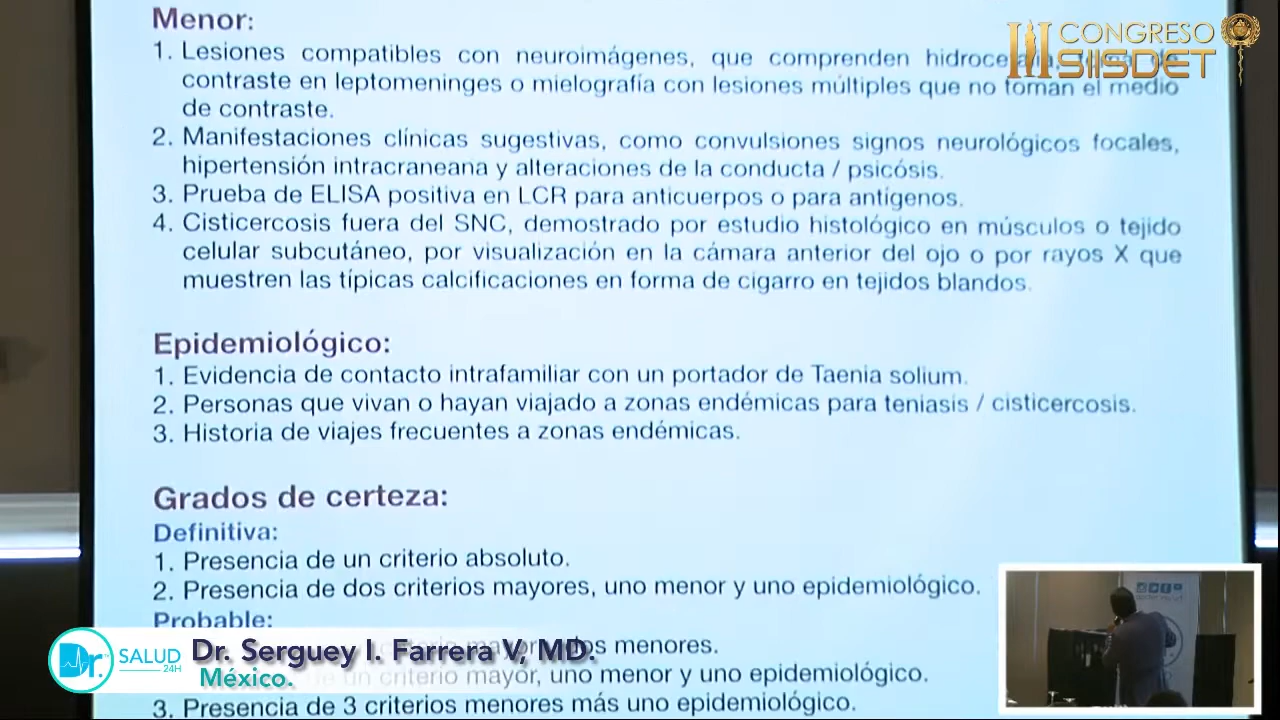 Menor:
1. Lesiones compatibles con neuroimágenes, que comprenden
contraste en leptomeninges o mielografía con lesiones múltiples que no toman el medio
de contraste.
2. Manifestaciones clínicas sugestivas, como convulsiones signos neurológicos focales,
hipertensión intracraneana y alteraciones de la conducta / psicósis.
3. Prueba de ELISA positiva en LCR para anticuerpos o para antígenos.
4. Cisticercosis fuera del SNC, demostrado por estudio histológico en músculos o tejido
celular subcutáneo, por visualización en la cámara anterior del ojo o por rayos X que
muestren las típicas calcificaciones en forma de cigarro en tejidos blandos.
Epidemiológico:
1. Evidencia de contacto intrafamiliar con un portador de Taenia solium.
2. Personas que vivan o hayan viajado a zonas endémicas para teniasis / cisticercosis.
3. Historia de viajes frecuentes a zonas endémicas.
Grados de certeza:
Definitiva:
1. Presencia de un criterio absoluto.
2. Presencia de dos criterios mayores, uno menor y uno epidemiológico.
Probable:
menores.
de un criterio mayor, uno menor y uno epidemiológico.
3. Presencia de 3 criterios menores más uno epidemiológico.
III CONGRESO
SIISDET
Dr. SALUD
24H
Dr. Serguey I. Farrera V, MD.
México.